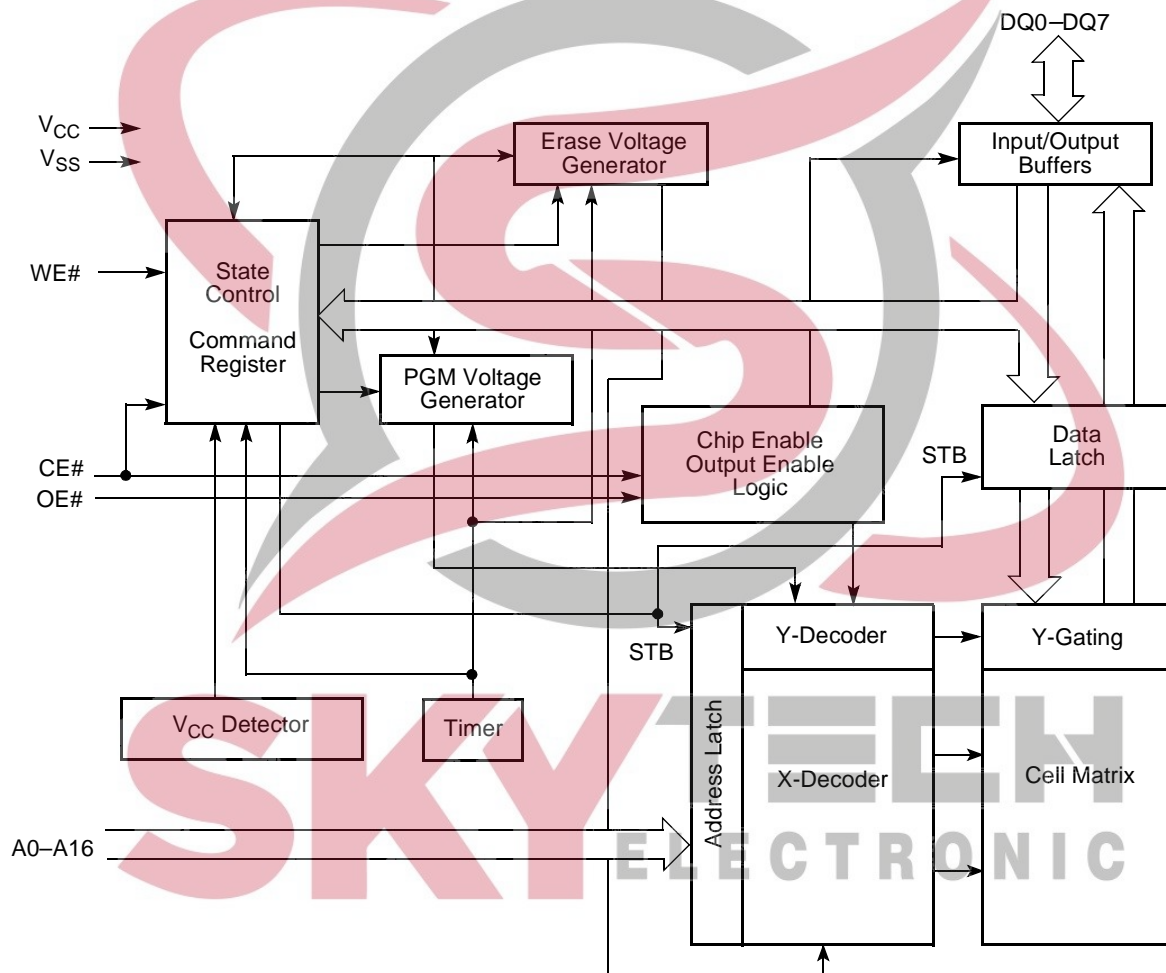 DQ0–DQ7
VCC
VSS
Erase Voltage
Generator
Input/Output
Buffers
WE#
State
Control
Command
Register
PGM Voltage
Generator
Chip Enable
Output Enable
Logic
STB
Data
Latch
CE#
OE#
Y-Decoder
Y-Gating
STB
VCC Detector
Timer
Address Latch
X-Decoder
Cell Matrix
A0–A16
SKYTECH
ELECTRONIC